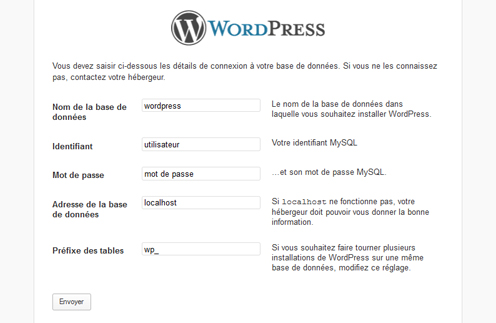 WORDPRESS
Vous devez saisir ci-dessous les détails de connexion à votre base de données. Si vous ne les connaissez
pas, contactez votre hébergeur.
Nom de la base de
données
wordpress
Le nom de la base de données dans
laquelle vous souhaitez installer WordPress.
Identifiant
utilisateur
Votre identifiant MySQL
Mot de passe
mot de passe
…et son mot de passe MySQL.
Adresse de la base
de données
localhost
Si localhost ne fonctionne pas, votre
hébergeur doit pouvoir vous donner la bonne
information.
Préfixe des tables
wp_
Si vous souhaitez faire tourner plusieurs
installations de WordPress sur une même
base de données, modifiez ce réglage.
Envoyer